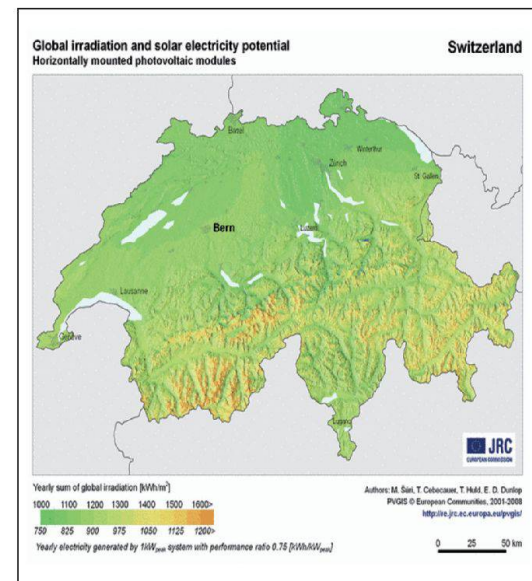 Global irradiation and solar electricity potential
Horizontally mounted photovoltaic modules
Switzerland
Basel
Winterthur
Zürich
St. Gallen
Bern
Luzern
Lausanne
Genève
Lugano
JRC
EUROPEAN COMMISSION
Yearly sum of global irradiation [kWh/m²]
1000 1100 1200 1300 1400 1500 1600>
750 825 900 975 1050 1125 1200>
Yearly electricity generated by 1kWpeak system with performance ratio 0.75 [kWh/kWpeak]
Authors: M. Šúri, T. Cebecauer, T. Huld, E. D. Dunlop
PVGIS © European Communities, 2001-2008
http://re.jrc.ec.europa.eu/pvgis/
0 25 50 km